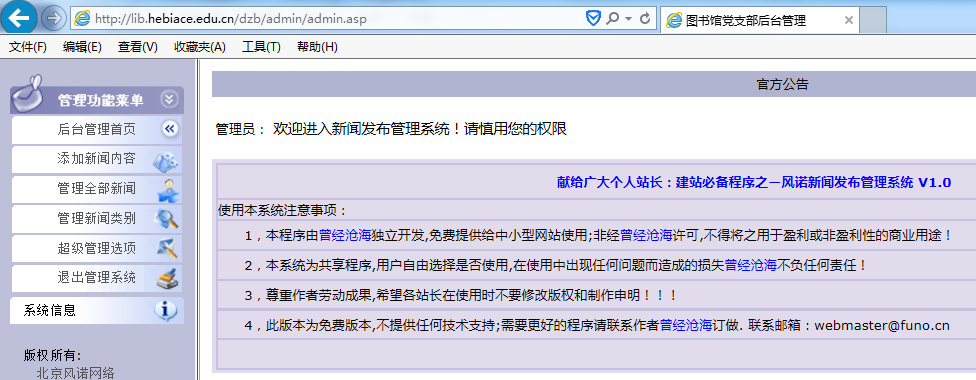 http://lib.hebiace.edu.cn/dzb/admin/admin.asp
图书馆党支部后台管理
文件(F) 编辑(E) 查看(V) 收藏夹(A) 工具(T) 帮助(H)
管理功能菜单
后台管理首页
添加新闻内容
管理全部新闻
管理新闻类别
超级管理选项
退出管理系统
系统信息
版权所有:
北京风诺网络
官方公告
管理员： 欢迎进入新闻发布管理系统！请慎用您的权限
献给广大个人站长：建站必备程序之一风诺新闻发布管理系统 V1.0
使用本系统注意事项：
1，本程序由曾经沧海独立开发,免费提供给中小型网站使用;非经曾经沧海许可,不得将之用于盈利或非盈利性的商业用途！
2，本系统为共享程序,用户自由选择是否使用,在使用中出现任何问题而造成的损失曾经沧海不负任何责任！
3，尊重作者劳动成果,希望各站长在使用时不要修改版权和制作申明！！！
4，此版本为免费版本,不提供任何技术支持;需要更好的程序请联系作者曾经沧海订做. 联系邮箱：webmaster@funo.cn